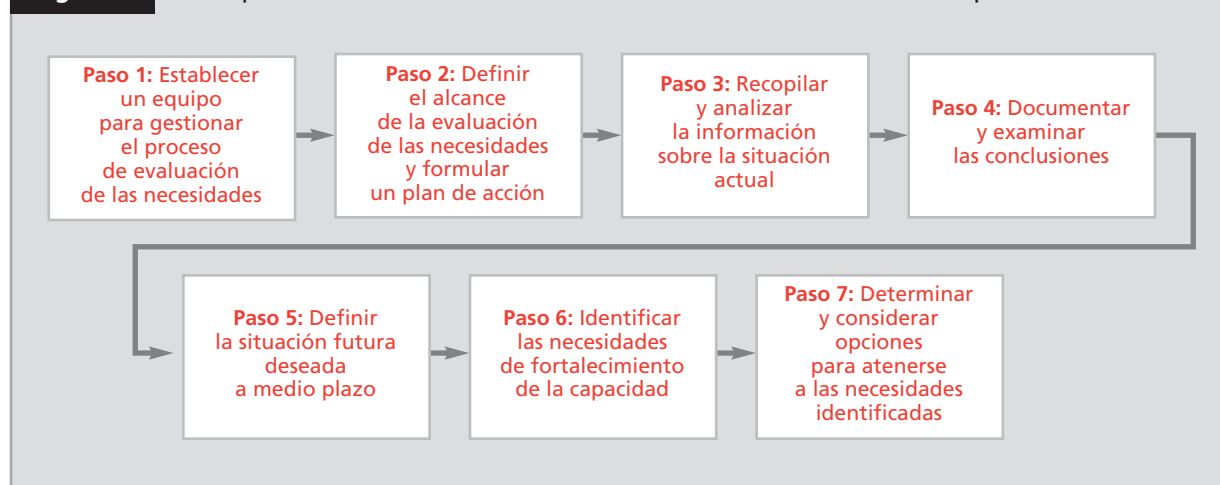 Paso 1: Establecer
un equipo
para gestionar
el proceso
de evaluación
de las necesidades
Paso 2: Definir
el alcance
de la evaluación
de las necesidades
y formular
un plan de acción
Paso 3: Recopilar
y analizar
la información
sobre la situación
actual
Paso 4: Documentar
y examinar
las conclusiones
Paso 5: Definir
la situación futura
deseada
a medio plazo
Paso 6: Identificar
las necesidades
de fortalecimiento
de la capacidad
Paso 7: Determinar
y considerar
opciones
para atenerse
a las necesidades
identificadas